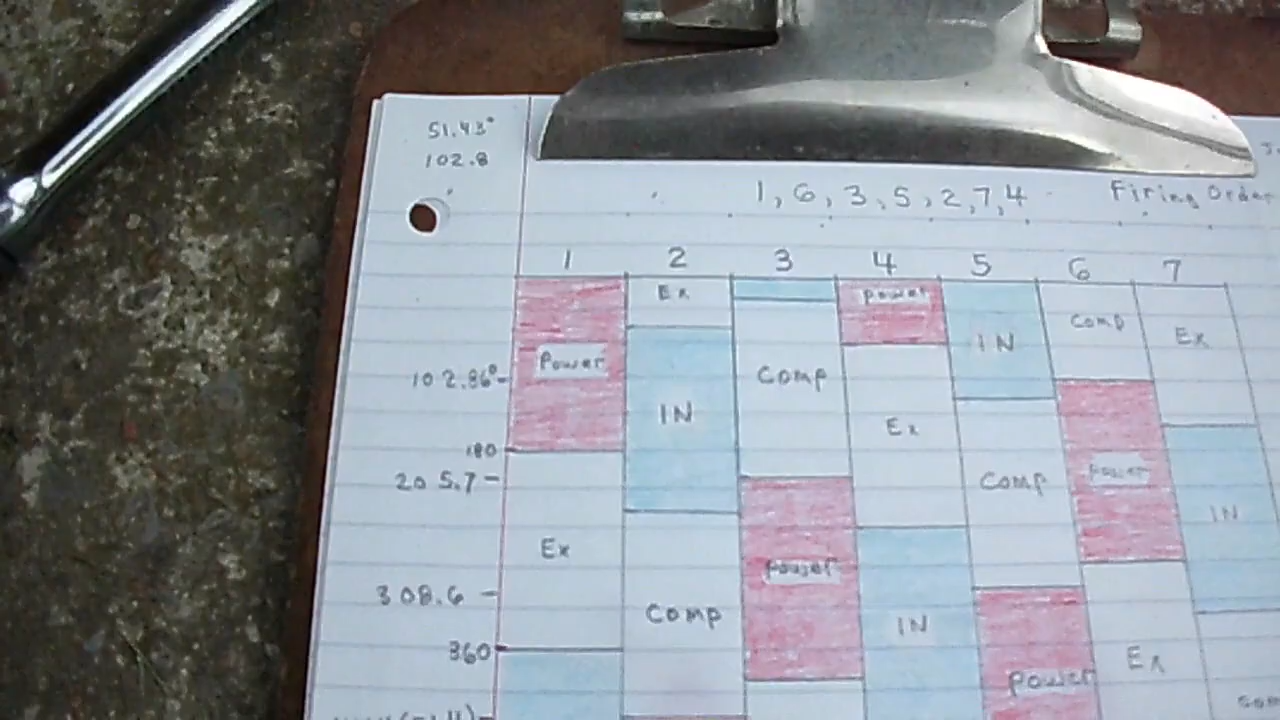 51.43°
102.8
1, 6, 3, 5, 2, 7, 4 Firing Order
1 2 3 4 5 6 7
Ex Power
Comp Ex
IN
Power
102.86°
Comp
IN
Ex
180
Power
205.7
Comp
IN
Ex
Power
308.6
Comp
IN
360
Ex
Power